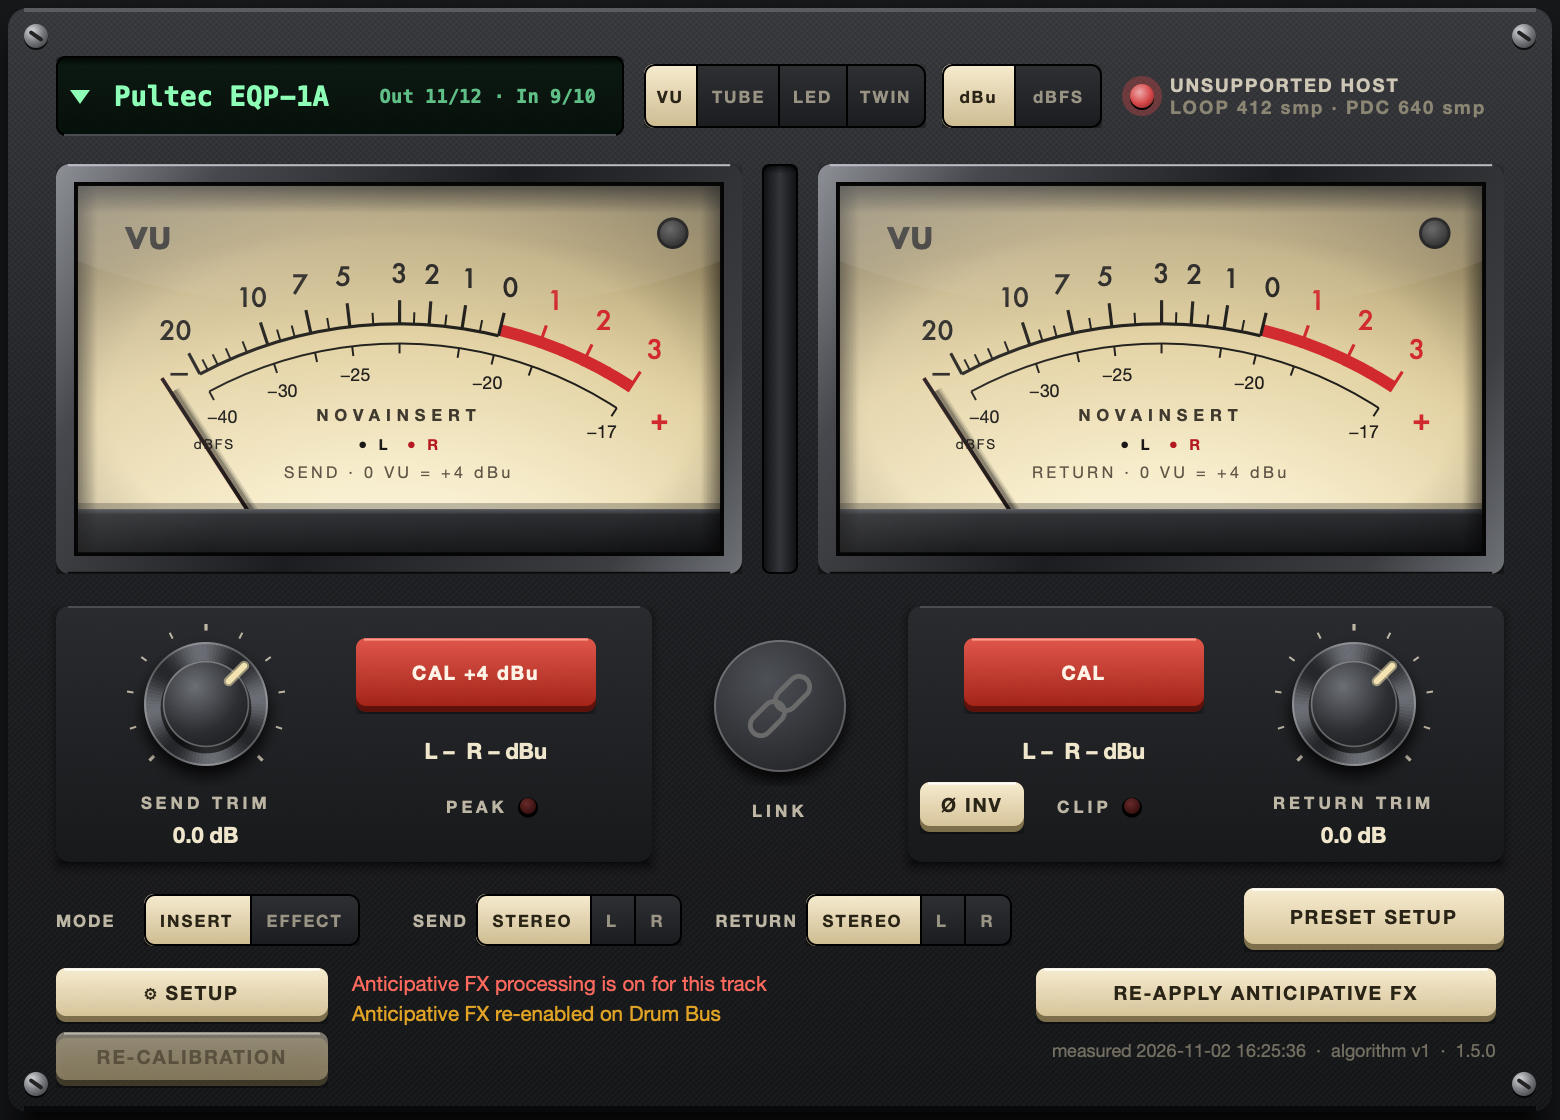 Pultec EQP-1A Out 11/12 · In 9/10
VU TUBE LED TWIN
dBu dBFS
UNSUPPORTED HOST
LOOP 412 smp · PDC 640 smp
VU
20 10 7 5 3 2 1 0 1 2 3
− +
−40 −30 −25 −20 −17
dBFS
NOVAINSERT
• L • R
SEND · 0 VU = +4 dBu
VU
20 10 7 5 3 2 1 0 1 2 3
− +
−40 −30 −25 −20 −17
dBFS
NOVAINSERT
• L • R
RETURN · 0 VU = +4 dBu
SEND TRIM
0.0 dB
CAL +4 dBu
L – R – dBu
PEAK
LINK
CAL
L – R – dBu
Ø INV
CLIP
RETURN TRIM
0.0 dB
MODE INSERT EFFECT
SEND STEREO L R
RETURN STEREO L R
PRESET SETUP
⚙ SETUP
Anticipative FX processing is on for this track
Anticipative FX re-enabled on Drum Bus
RE-APPLY ANTICIPATIVE FX
RE-CALIBRATION
measured 2026-11-02 16:25:36 · algorithm v1 · 1.5.0